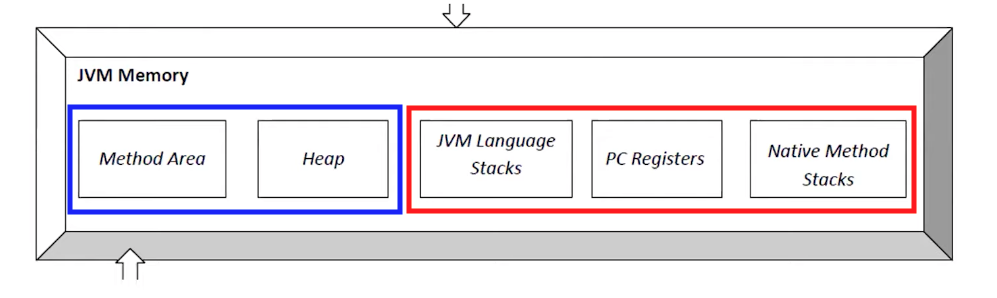 JVM Memory
Method Area
Heap
JVM Language
Stacks
PC Registers
Native Method
Stacks